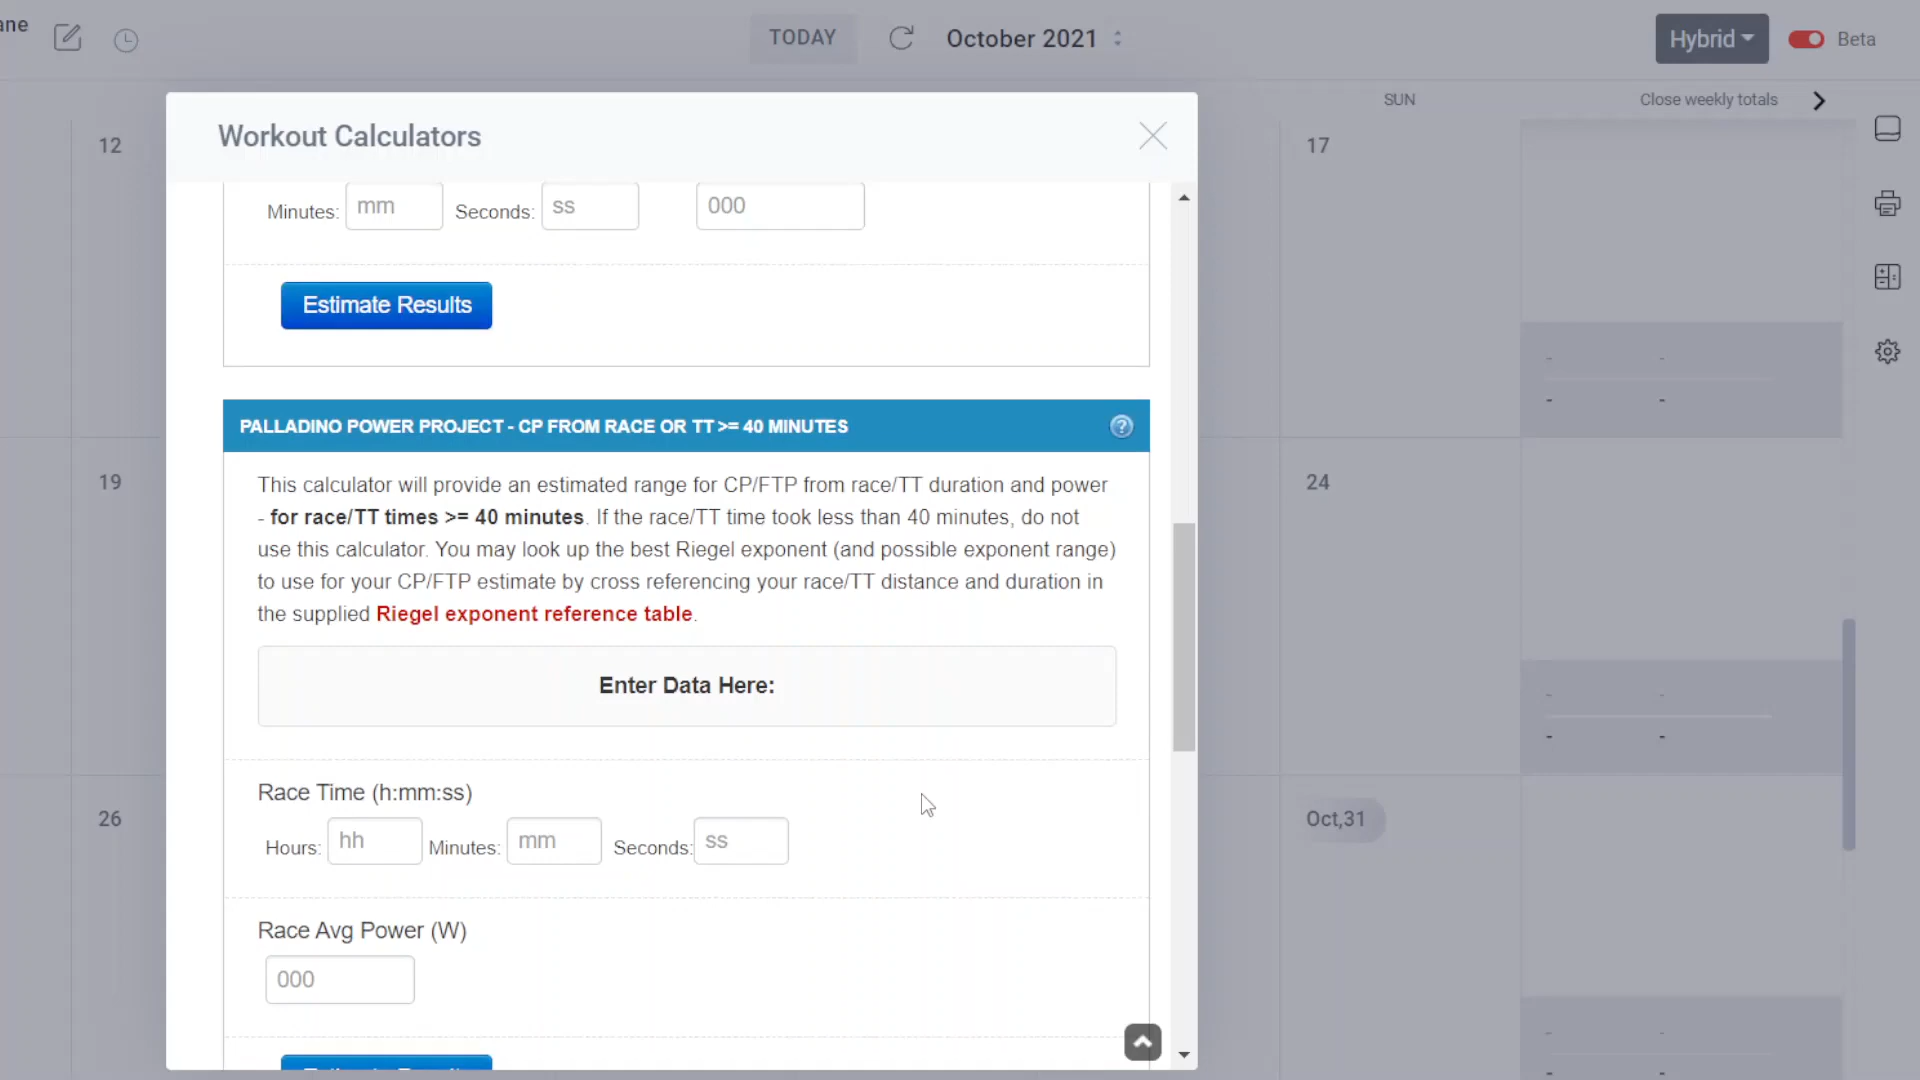 ane
TODAY
October 2021
Hybrid
Beta
SUN
Close weekly totals
12
17
Workout Calculators
Minutes: mm Seconds: ss 000
Estimate Results
PALLADINO POWER PROJECT - CP FROM RACE OR TT >= 40 MINUTES
This calculator will provide an estimated range for CP/FTP from race/TT duration and power
- for race/TT times >= 40 minutes. If the race/TT time took less than 40 minutes, do not
use this calculator. You may look up the best Riegel exponent (and possible exponent range)
to use for your CP/FTP estimate by cross referencing your race/TT distance and duration in
the supplied Riegel exponent reference table.
19
24
Enter Data Here:
Race Time (h:mm:ss)
Hours: hh Minutes: mm Seconds: ss
26
Oct,31
Race Avg Power (W)
000